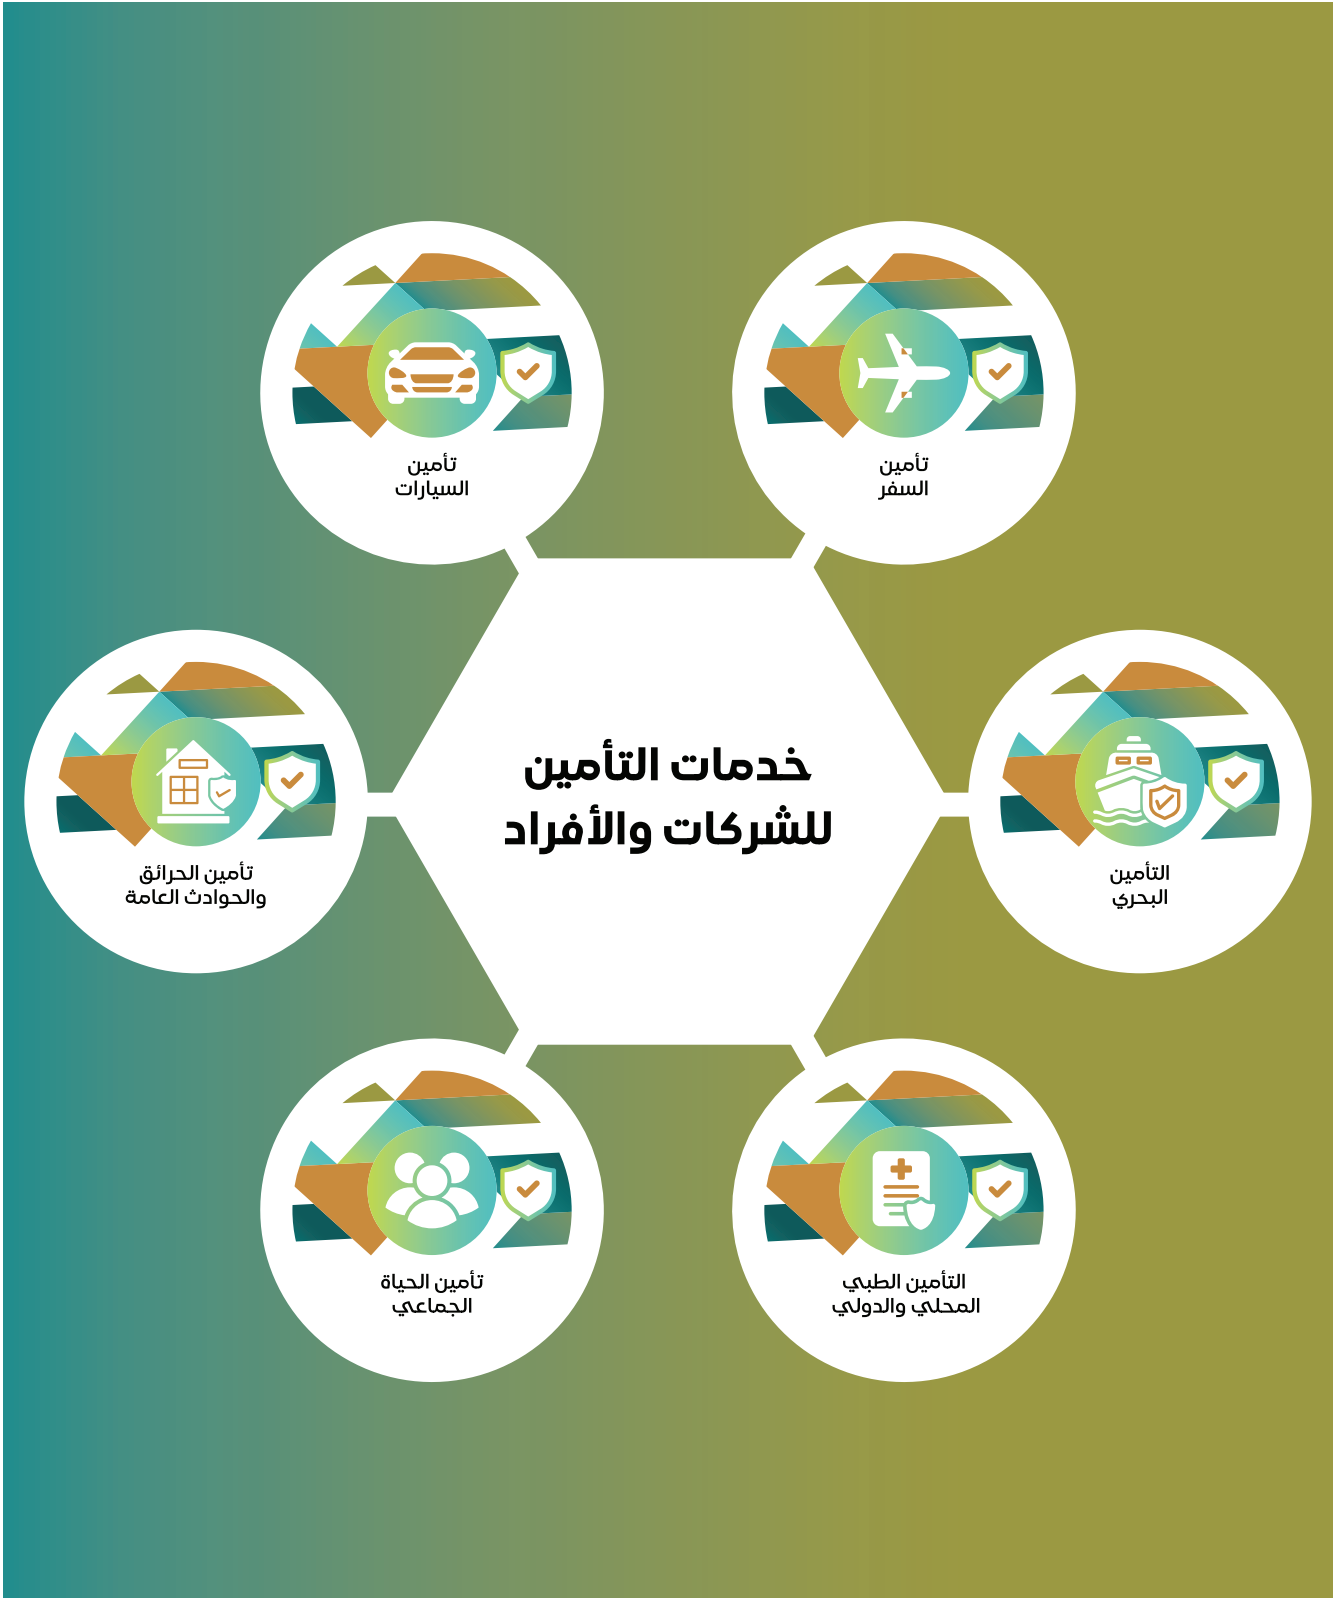 تأمين
السفر
تأمين
السيارات
خدمات التأمين
للشركات والأفراد
التأمين
البحري
تأمين الحرائق
والحوادث العامة
التأمين الطبي
المحلي والدولي
تأمين الحياة
الجماعي